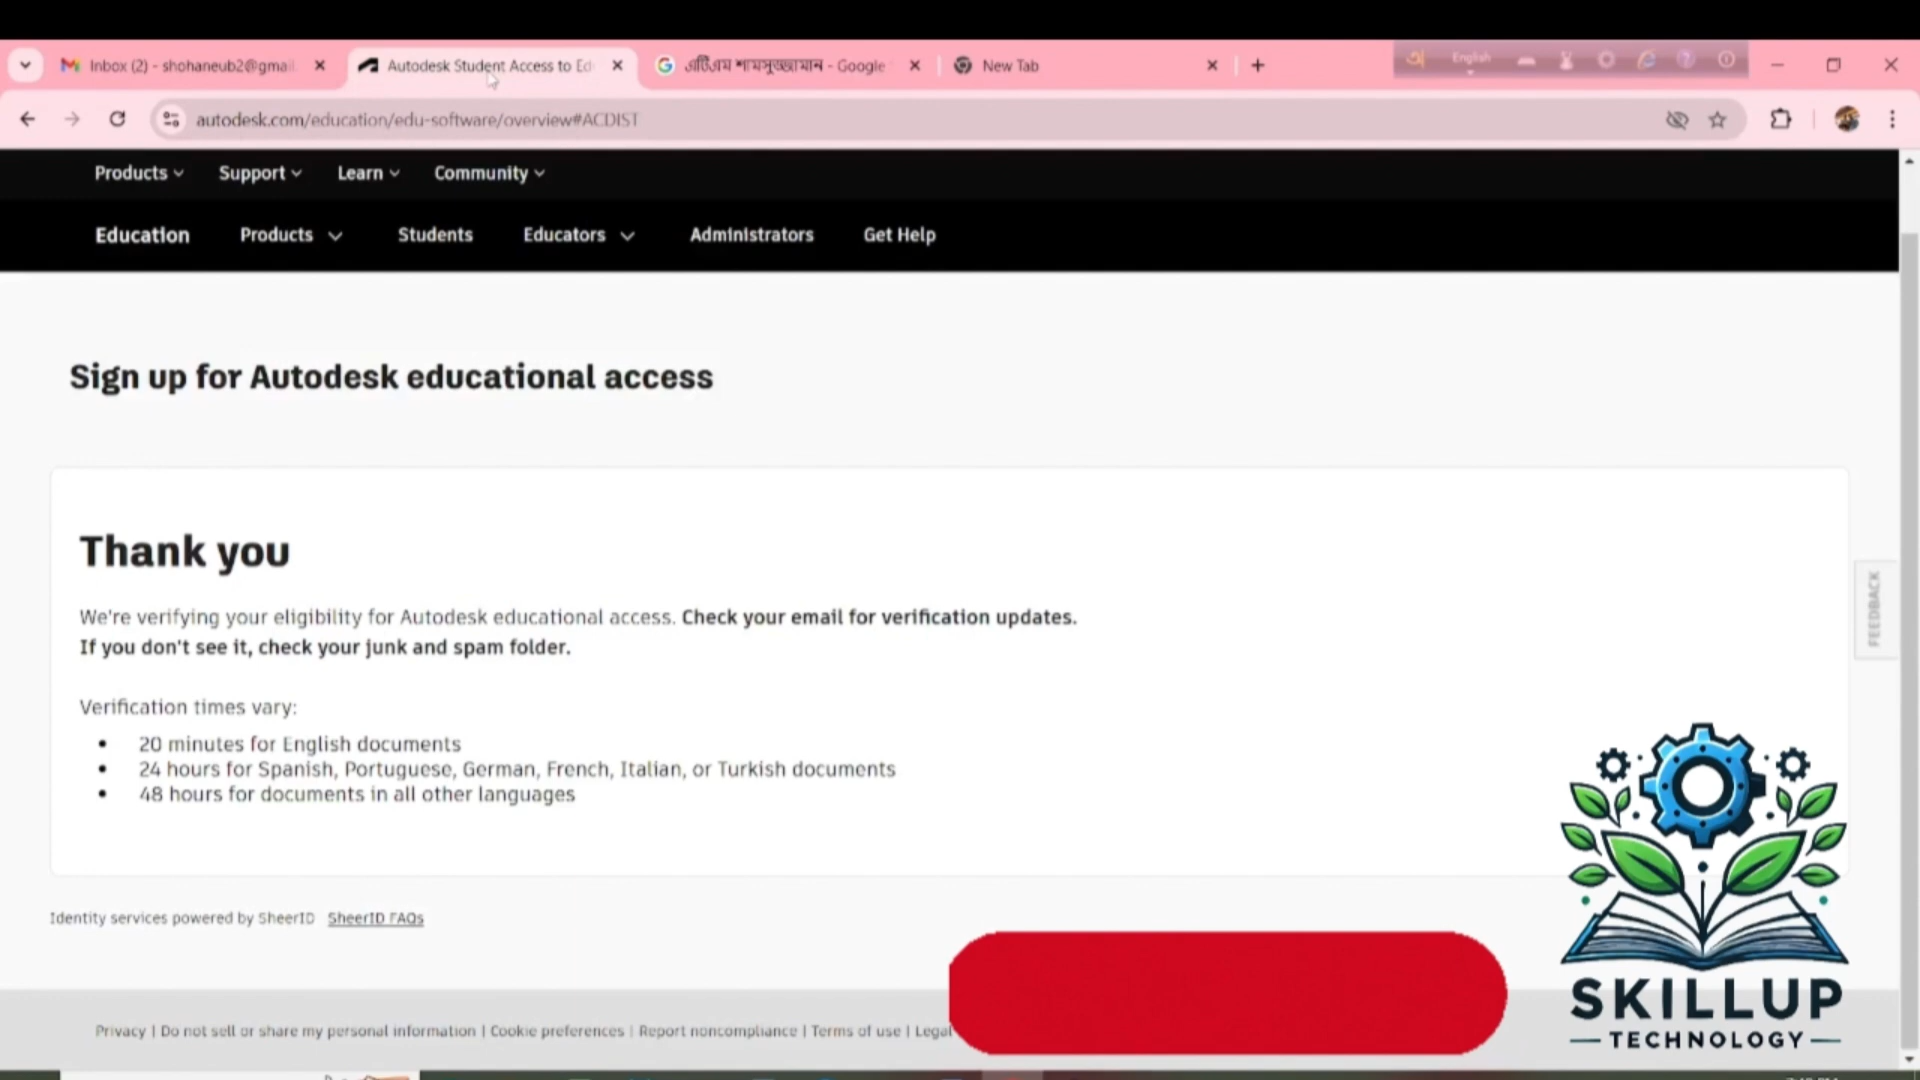 Inbox (2) - shohaneub2@gmail.
Autodesk Student Access to Ed
এটিএম শামসুজ্জামান - Google
New Tab
English
autodesk.com/education/edu-software/overview#ACDIST
Products Support Learn Community
Education Products Students Educators Administrators Get Help
Sign up for Autodesk educational access
Thank you
We're verifying your eligibility for Autodesk educational access. Check your email for verification updates.
If you don't see it, check your junk and spam folder.
Verification times vary:
• 20 minutes for English documents
• 24 hours for Spanish, Portuguese, German, French, Italian, or Turkish documents
• 48 hours for documents in all other languages
FEEDBACK
Identity services powered by SheerID SheerID FAQs
Privacy | Do not sell or share my personal information | Cookie preferences | Report noncompliance | Terms of use | Legal
SKILLUP
TECHNOLOGY